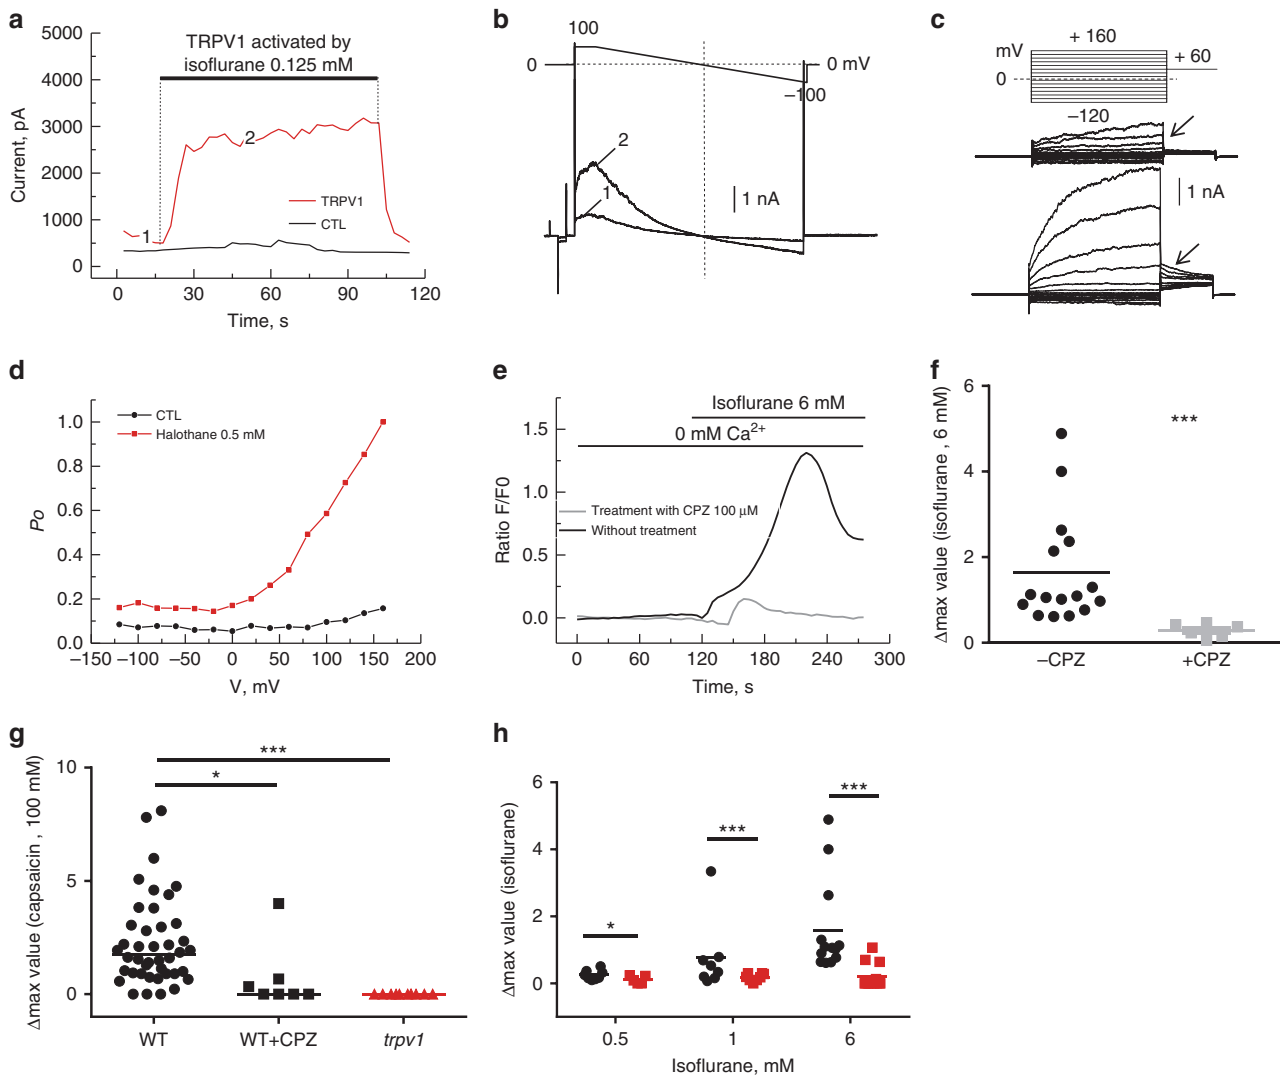 a
TRPV1 activated by
isoflurane 0.125 mM
5000
4000
3000
2000
1000
0
Current, pA
1
2
TRPV1
CTL
0
30
60
90
120
Time, s
b
100
0
0 mV
−100
2
1
1 nA
c
+ 160
mV
+ 60
0
−120
1 nA
d
CTL
Halothane 0.5 mM
1.0
0.8
0.6
0.4
0.2
0.0
Po
−150
−100
−50
0
50
100
150
200
V, mV
e
Isoflurane 6 mM
0 mM Ca2+
1.5
1.0
0.5
0.0
Ratio F/F0
Treatment with CPZ 100 µM
Without treatment
0
60
120
180
240
300
Time, s
f
6
4
2
0
Δmax value (isoflurane , 6 mM)
***
−CPZ
+CPZ
g
***
*
10
5
0
Δmax value (capsaicin , 100 mM)
WT
WT+CPZ
trpv1
h
6
4
2
0
Δmax value (isoflurane)
*
***
***
0.5
1
6
Isoflurane, mM